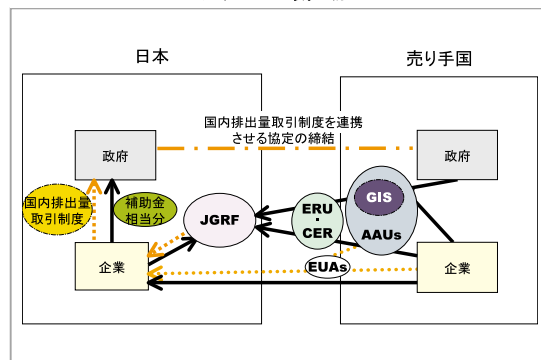 日本
売り手国
国内排出量取引制度を連携
させる協定の締結
政府
政府
国内排出量
取引制度
補助金
相当分
JGRF
ERU
・
CER
GIS
AAUs
EUAs
企業
企業